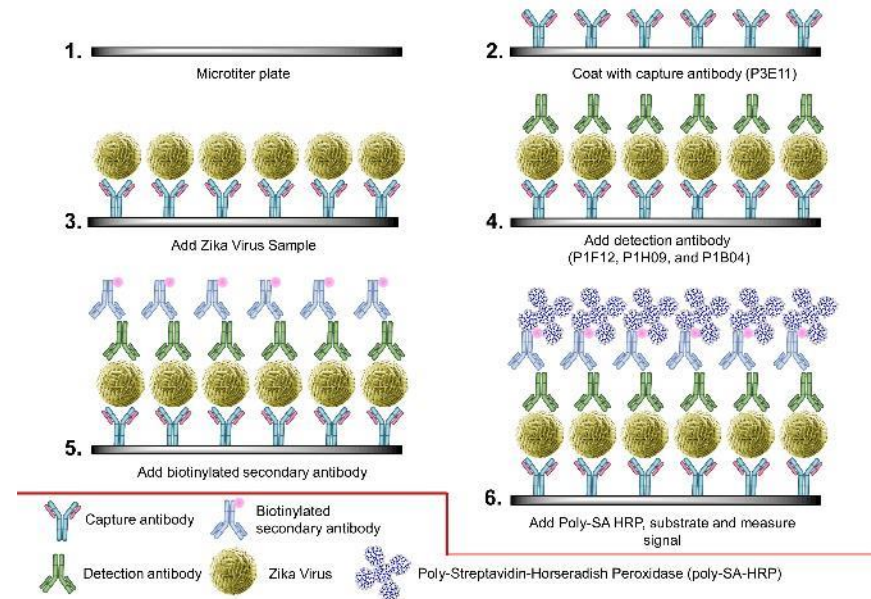 1.
Microtiter plate
2.
Coat with capture antibody (P3E11)
3.
Add Zika Virus Sample
4.
Add detection antibody
(P1F12, P1H09, and P1B04)
5.
Add biotinylated secondary antibody
6.
Add Poly-SA HRP, substrate and measure
signal
Capture antibody
Biotinylated
secondary antibody
Detection antibody
Zika Virus
Poly-Streptavidin-Horseradish Peroxidase (poly-SA-HRP)